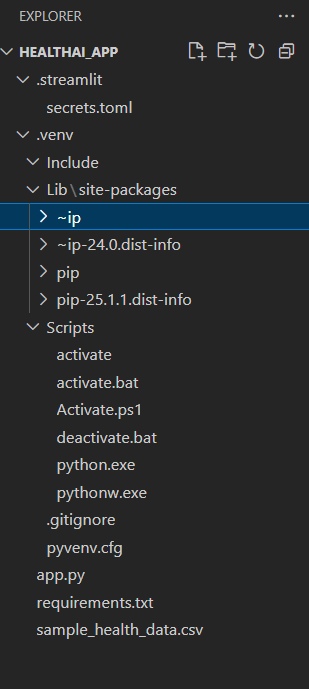 EXPLORER
HEALTHAI_APP
.streamlit
secrets.toml
.venv
Include
Lib\site-packages
~ip
~ip-24.0.dist-info
pip
pip-25.1.1.dist-info
Scripts
activate
activate.bat
Activate.ps1
deactivate.bat
python.exe
pythonw.exe
.gitignore
pyvenv.cfg
app.py
requirements.txt
sample_health_data.csv